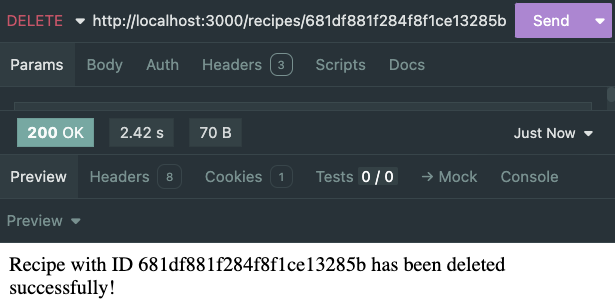 DELETE http://localhost:3000/recipes/681df881f284f8f1ce13285b Send
Params Body Auth Headers 3 Scripts Docs
200 OK 2.42 s 70 B Just Now
Preview Headers 8 Cookies 1 Tests 0 / 0 → Mock Console
Preview
Recipe with ID 681df881f284f8f1ce13285b has been deleted
successfully!